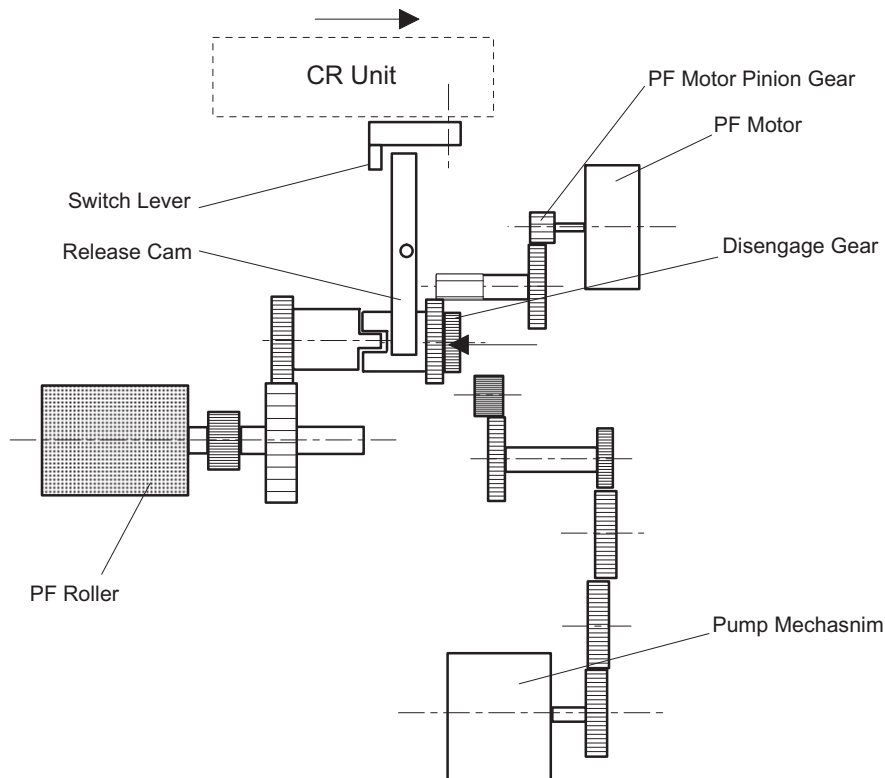 CR Unit
PF Motor Pinion Gear
PF Motor
Switch Lever
Release Cam
Disengage Gear
PF Roller
Pump Mechasnim